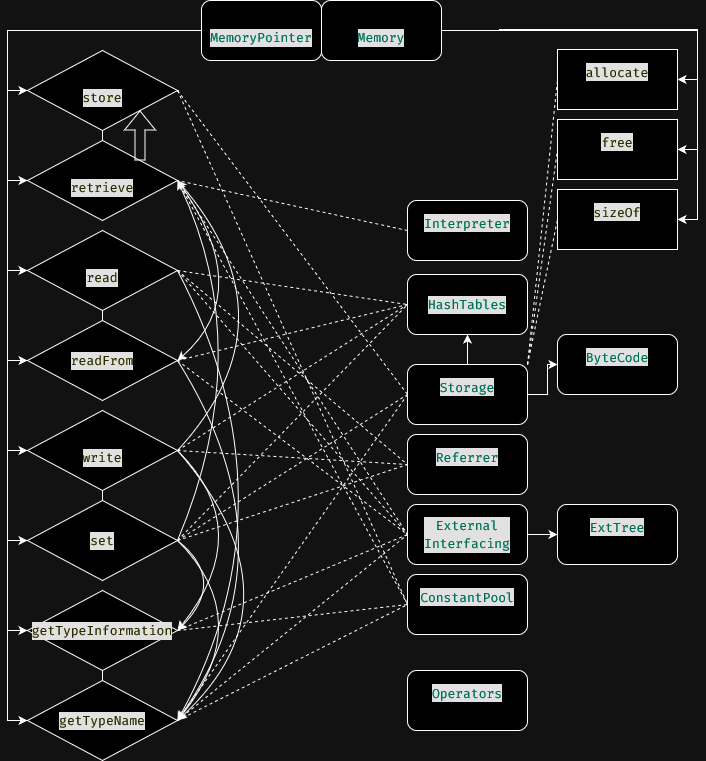 MemoryPointer
Memory
store
retrieve
read
readFrom
write
set
getTypeInformation
getTypeName
Interpreter
HashTables
Storage
Referrer
External
Interfacing
ConstantPool
Operators
allocate
free
sizeOf
ByteCode
ExtTree